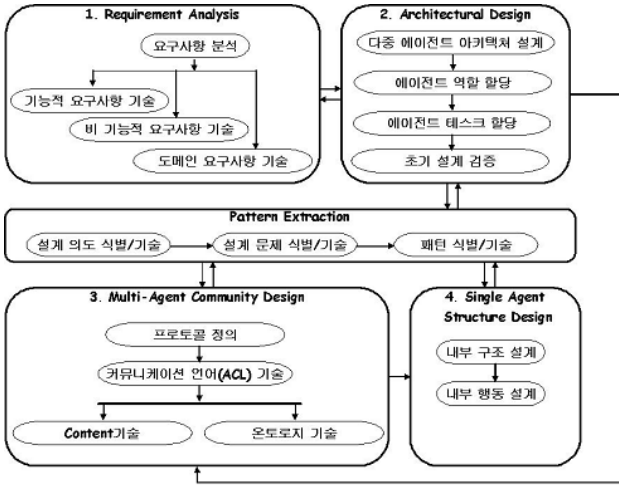 1. Requirement Analysis
요구사항 분석
기능적 요구사항 기술
비 기능적 요구사항 기술
도메인 요구사항 기술
2. Architectural Design
다중 에이전트 아키텍쳐 설계
에이전트 역할 할당
에이전트 테스크 할당
초기 설계 검증
Pattern Extraction
설계 의도 식별/기술
설계 문제 식별/기술
패턴 식별/기술
3. Multi-Agent Community Design
프로토콜 정의
커뮤니케이션 언어(ACL) 기술
Content기술
온토로지 기술
4. Single Agent
Structure Design
내부 구조 설계
내부 행동 설계